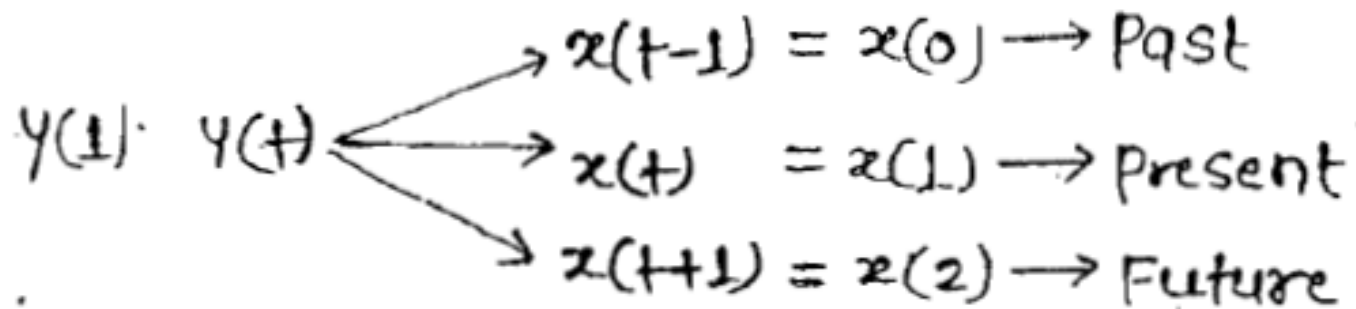 x(t-1) = x(0) → Past
y(1) y(t) → x(t) = x(1) → Present
x(t+1) = x(2) → Future